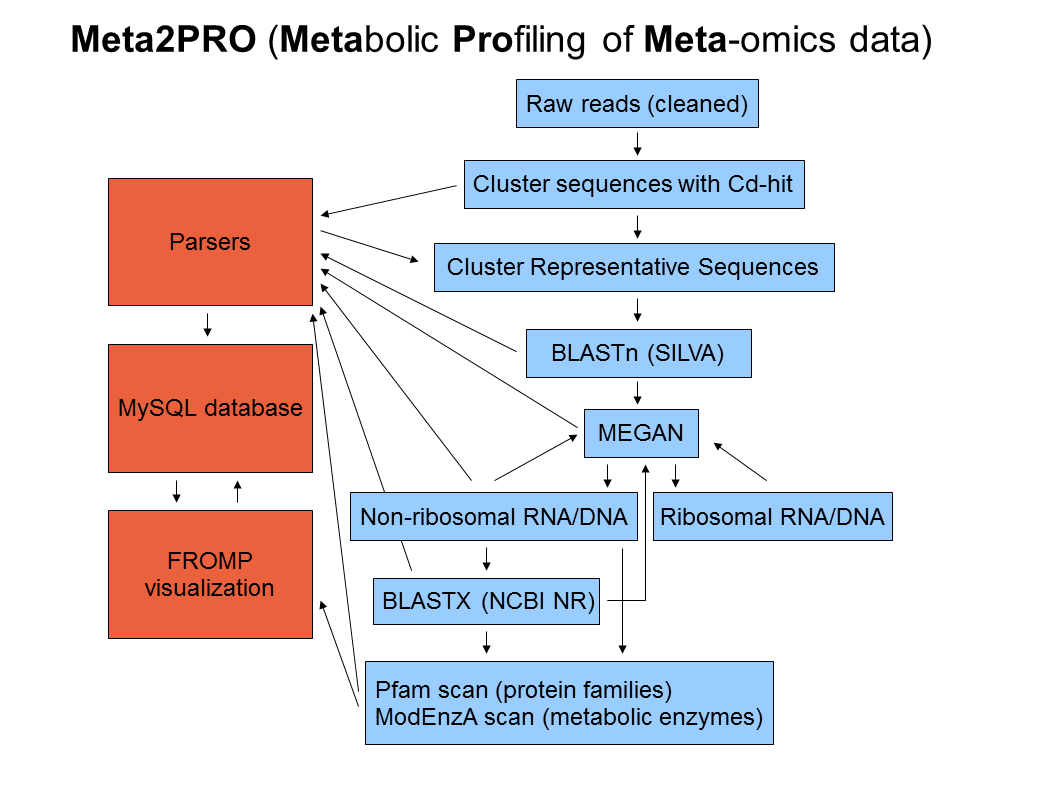 Meta2PRO (Metabolic Profiling of Meta-omics data)
Raw reads (cleaned)
Cluster sequences with Cd-hit
Parsers
Cluster Representative Sequences
BLASTn (SILVA)
MySQL database
MEGAN
Non-ribosomal RNA/DNA
Ribosomal RNA/DNA
FROMP
visualization
BLASTX (NCBI NR)
Pfam scan (protein families)
ModEnzA scan (metabolic enzymes)